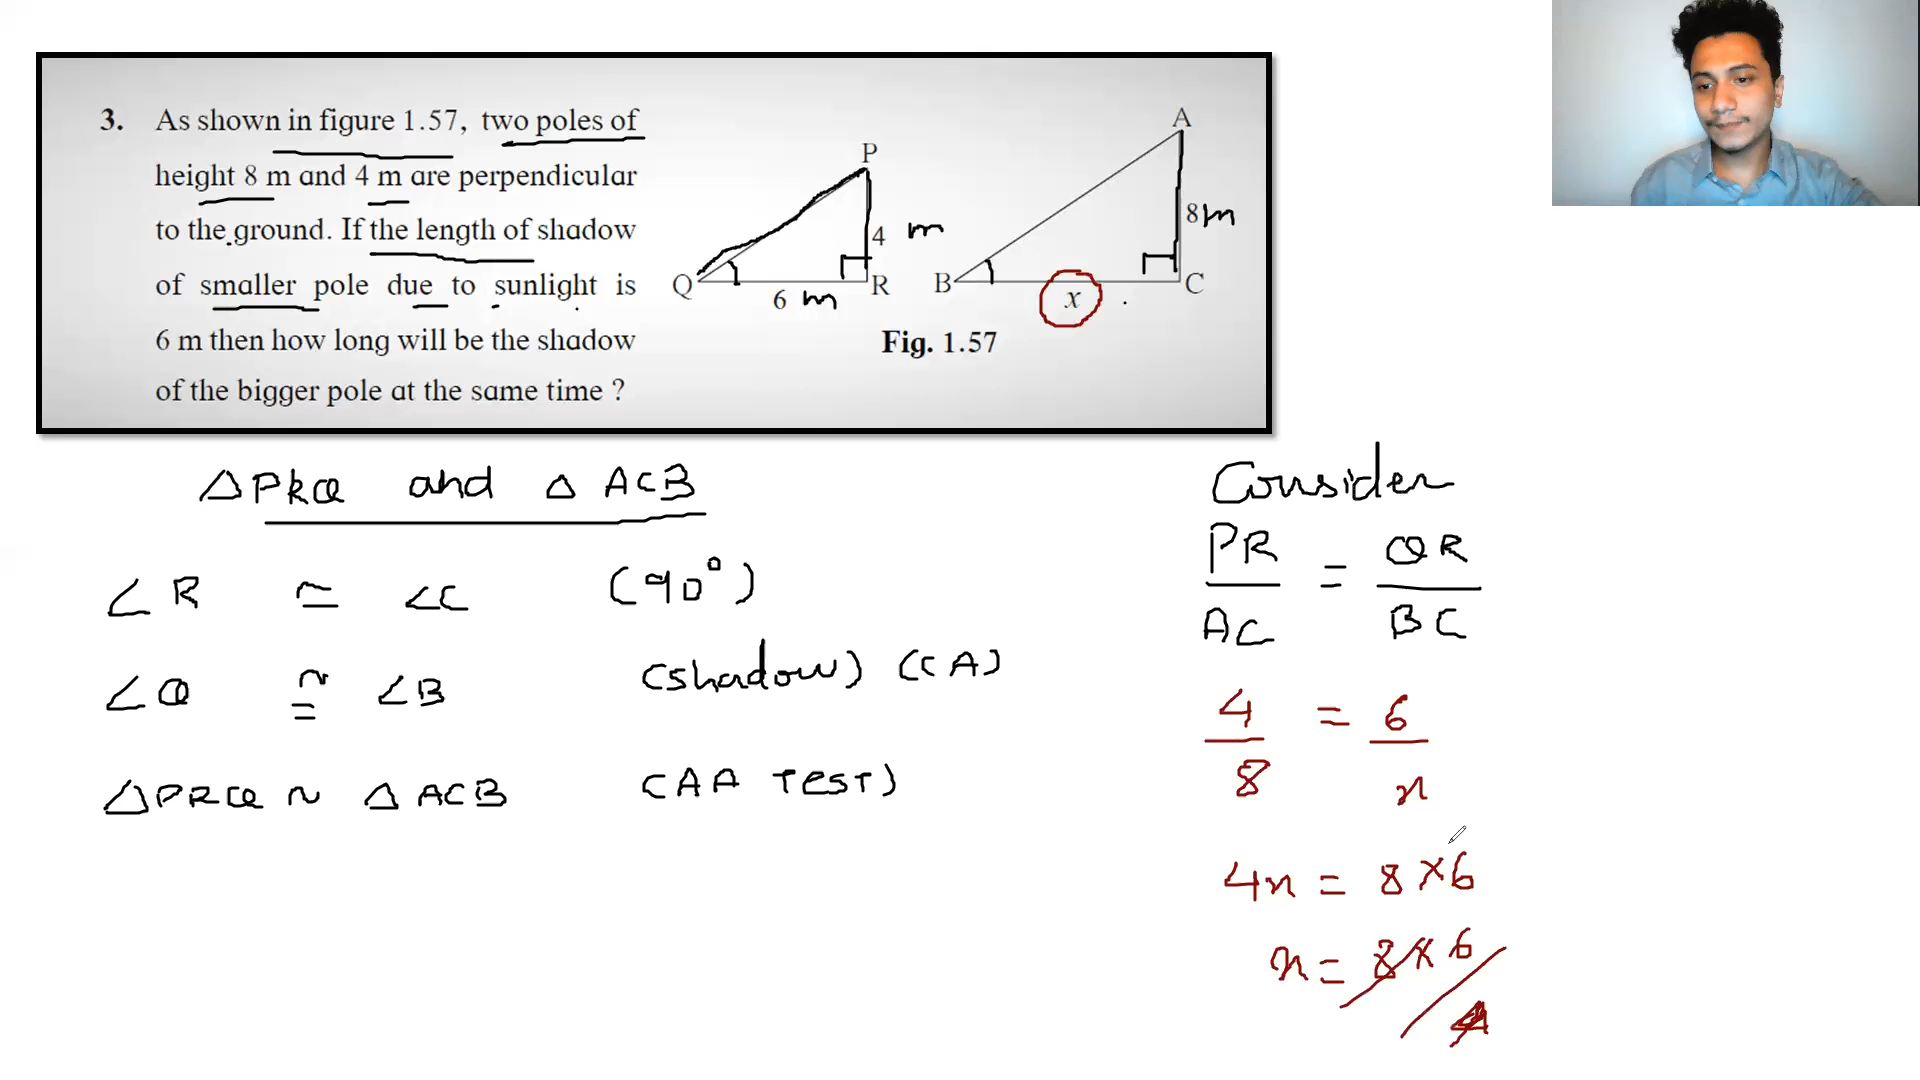 3. As shown in figure 1.57, two poles of
height 8 m and 4 m are perpendicular
to the ground. If the length of shadow
of smaller pole due to sunlight is
6 m then how long will be the shadow
of the bigger pole at the same time ?
P
4 m
Q
6 m
R
A
8m
B
x
C
Fig. 1.57
△PRQ and △ ACB
∠R ≅ ∠C (90°)
∠Q ≅ ∠B (shadow) (CA)
△PRQ ~ △ ACB (AA TEST)
Consider
PR/AC = QR/BC
4/8 = 6/x
4x = 8×6
x = 8×6/4